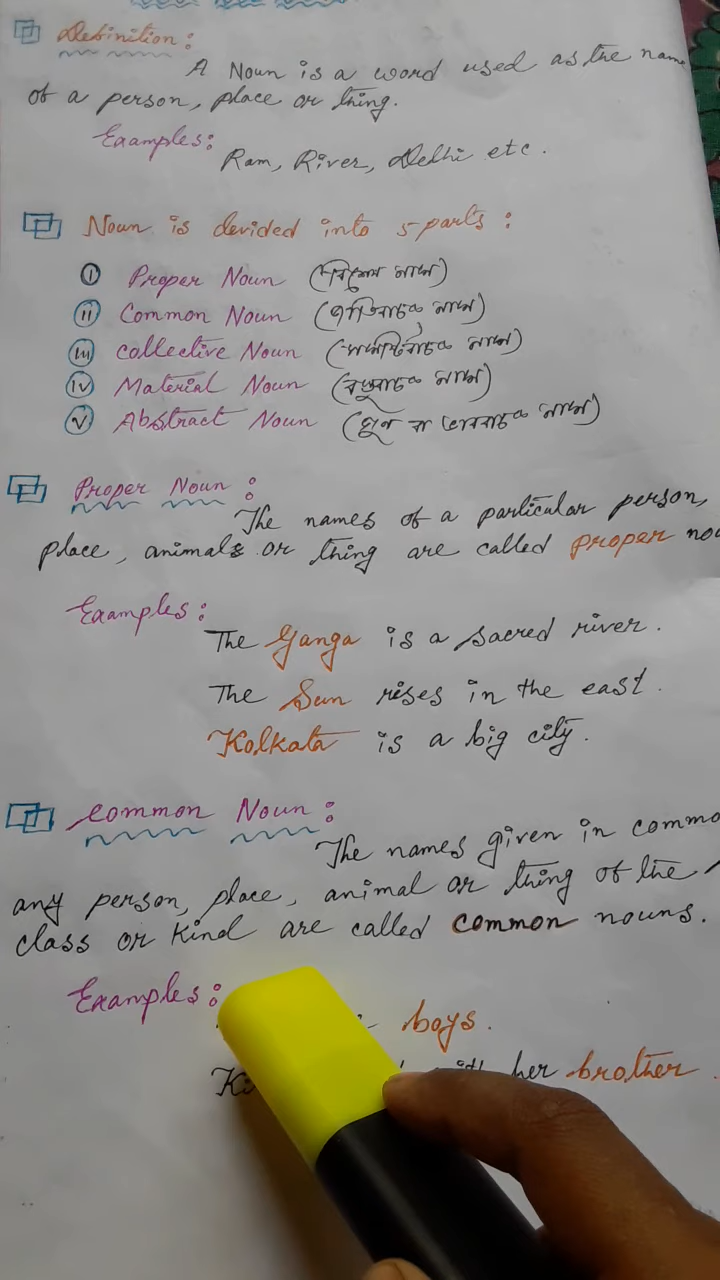 Definition:
A Noun is a word used as the name
of a person, place or thing.
Examples:
Ram, River, Delhi etc.
Noun is devided into 5 parts:
i Proper Noun
ii Common Noun
iii Collective Noun
iv Material Noun
v Abstract Noun
Proper Noun:
The names of a particular person,
place, animals or thing are called proper
Examples:
The Ganga is a sacred river.
The Sun rises in the east.
Kolkata is a big city.
Common Noun:
The names given in
any person, place, animal or thing of the
class or kind are called common nouns.
Examples:
boys.
her brother.